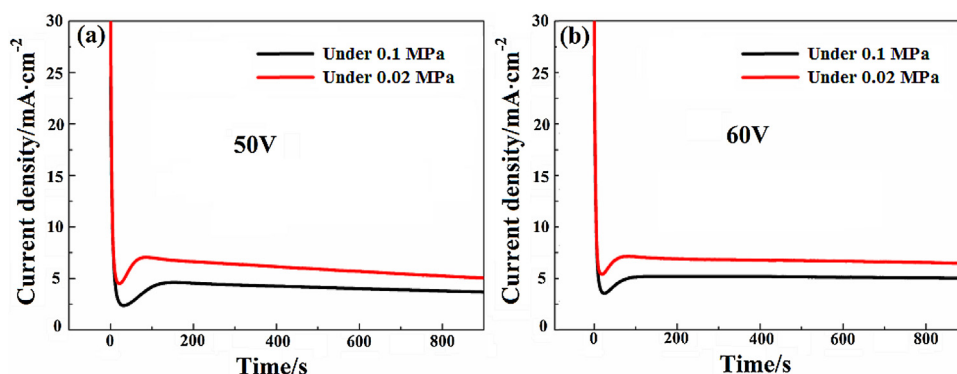 (a)
Under 0.1 MPa
Under 0.02 MPa
50V
30
25
20
15
10
5
0
0 200 400 600 800
Current density/mA·cm⁻²
Time/s
(b)
Under 0.1 MPa
Under 0.02 MPa
60V
30
25
20
15
10
5
0
0 200 400 600 800
Current density/mA·cm⁻²
Time/s